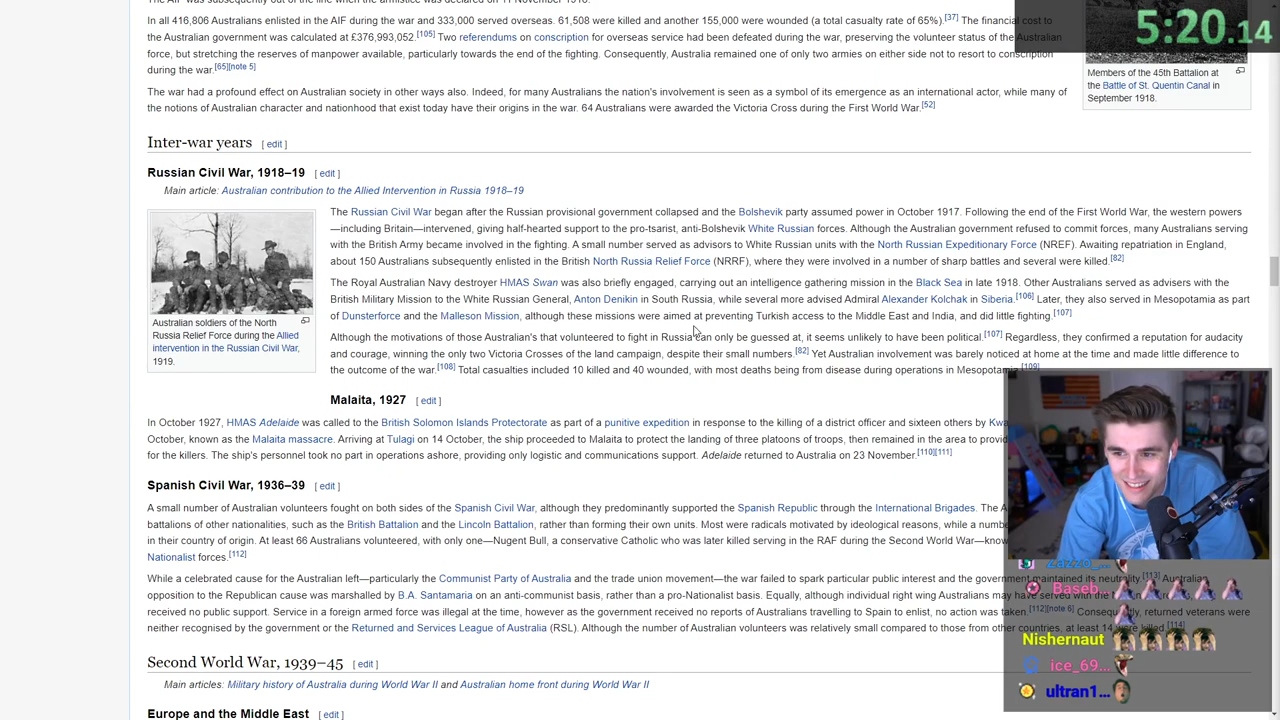 5:20.14
In all 416,806 Australians enlisted in the AIF during the war and 333,000 served overseas. 61,508 were killed and another 155,000 were wounded (a total casualty rate of 65%).[37] The financial cost to
the Australian government was calculated at £376,993,052.[105] Two referendums on conscription for overseas service had been defeated during the war, preserving the volunteer status of the Australian
force, but stretching the reserves of manpower available, particularly towards the end of the fighting. Consequently, Australia remained one of only two armies on either side not to resort to conscription
during the war.[65][note 5]
The war had a profound effect on Australian society in other ways also. Indeed, for many Australians the nation's involvement is seen as a symbol of its emergence as an international actor, while many of
the notions of Australian character and nationhood that exist today have their origins in the war. 64 Australians were awarded the Victoria Cross during the First World War.[52]
Members of the 45th Battalion at
the Battle of St. Quentin Canal in
September 1918.
Inter-war years [ edit ]
Russian Civil War, 1918–19 [ edit ]
Main article: Australian contribution to the Allied Intervention in Russia 1918–19
Australian soldiers of the North
Russia Relief Force during the Allied
intervention in the Russian Civil War,
1919.
The Russian Civil War began after the Russian provisional government collapsed and the Bolshevik party assumed power in October 1917. Following the end of the First World War, the western powers
—including Britain—intervened, giving half-hearted support to the pro-tsarist, anti-Bolshevik White Russian forces. Although the Australian government refused to commit forces, many Australians serving
with the British Army became involved in the fighting. A small number served as advisors to White Russian units with the North Russian Expeditionary Force (NREF). Awaiting repatriation in England,
about 150 Australians subsequently enlisted in the British North Russia Relief Force (NRRF), where they were involved in a number of sharp battles and several were killed.[82]
The Royal Australian Navy destroyer HMAS Swan was also briefly engaged, carrying out an intelligence gathering mission in the Black Sea in late 1918. Other Australians served as advisers with the
British Military Mission to the White Russian General, Anton Denikin in South Russia, while several more advised Admiral Alexander Kolchak in Siberia.[106] Later, they also served in Mesopotamia as part
of Dunsterforce and the Malleson Mission, although these missions were aimed at preventing Turkish access to the Middle East and India, and did little fighting.[107]
Although the motivations of those Australian's that volunteered to fight in Russia can only be guessed at, it seems unlikely to have been political.[107] Regardless, they confirmed a reputation for audacity
and courage, winning the only two Victoria Crosses of the land campaign, despite their small numbers.[82] Yet Australian involvement was barely noticed at home at the time and made little difference to
the outcome of the war.[108] Total casualties included 10 killed and 40 wounded, with most deaths being from disease during operations in Mesopotamia.[109]
Malaita, 1927 [ edit ]
In October 1927, HMAS Adelaide was called to the British Solomon Islands Protectorate as part of a punitive expedition in response to the killing of a district officer and sixteen others by Kwa
October, known as the Malaita massacre. Arriving at Tulagi on 14 October, the ship proceeded to Malaita to protect the landing of three platoons of troops, then remained in the area to provid
for the killers. The ship's personnel took no part in operations ashore, providing only logistic and communications support. Adelaide returned to Australia on 23 November.[110][111]
Spanish Civil War, 1936–39 [ edit ]
A small number of Australian volunteers fought on both sides of the Spanish Civil War, although they predominantly supported the Spanish Republic through the International Brigades. The A
battalions of other nationalities, such as the British Battalion and the Lincoln Battalion, rather than forming their own units. Most were radicals motivated by ideological reasons, while a numbe
in their country of origin. At least 66 Australians volunteered, with only one—Nugent Bull, a conservative Catholic who was later killed serving in the RAF during the Second World War—know
Nationalist forces.[112]
While a celebrated cause for the Australian left—particularly the Communist Party of Australia and the trade union movement—the war failed to spark particular public interest and the government maintained its neutrality.[113] Australian
opposition to the Republican cause was marshalled by B.A. Santamaria on an anti-communist basis, rather than a pro-Nationalist basis. Equally, although individual right wing Australians may have served with the
received no public support. Service in a foreign armed force was illegal at the time, however as the government received no reports of Australians travelling to Spain to enlist, no action was taken.[112][note 6] Consequently, returned veterans were
neither recognised by the government or the Returned and Services League of Australia (RSL). Although the number of Australian volunteers was relatively small compared to those from other countries, at least 14 were killed.[114]
Second World War, 1939–45 [ edit ]
Main articles: Military history of Australia during World War II and Australian home front during World War II
Europe and the Middle East [ edit ]
Baseb...
Nishernaut
ice_69...
ultran1...